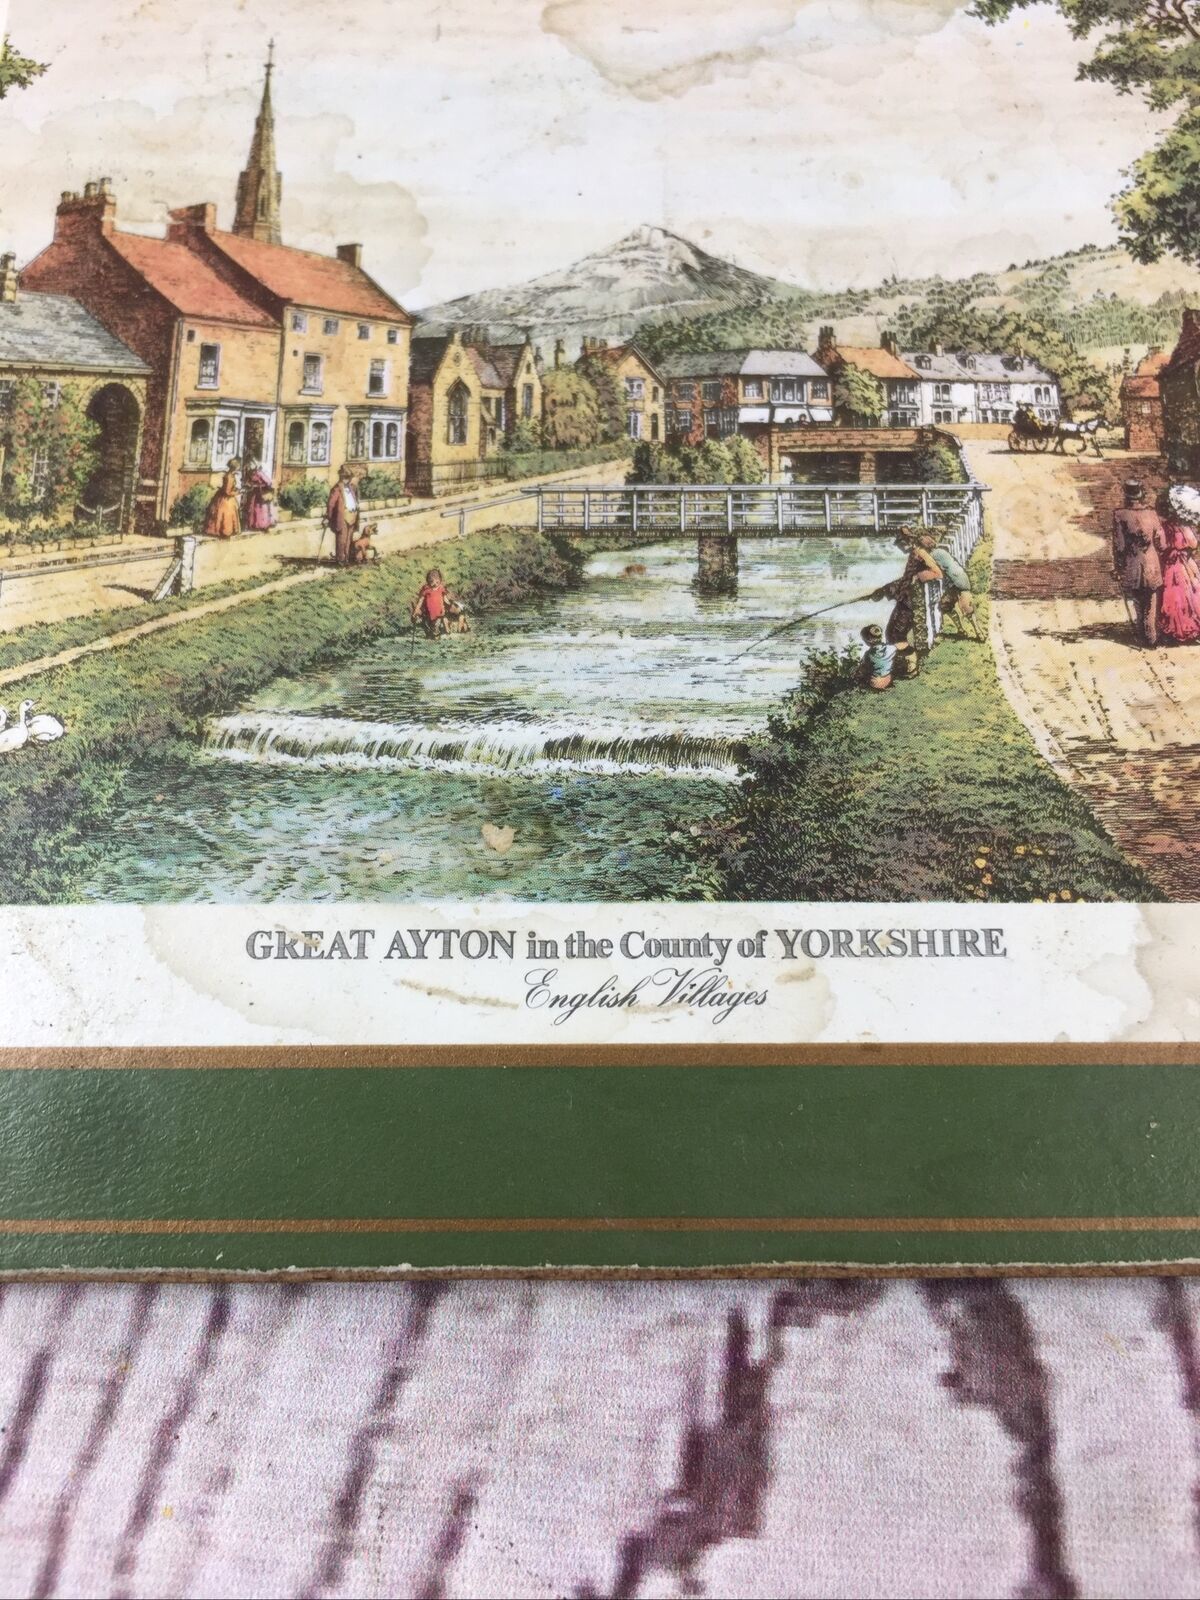 GREAT AYTON in the County of YORKSHIRE
English Villages